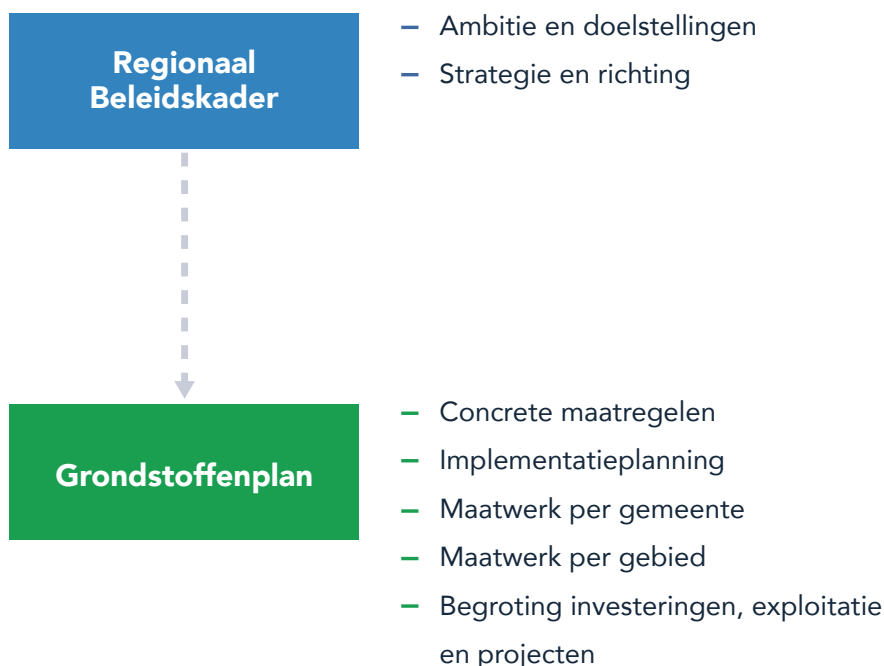 Regionaal
Beleidskader
– Ambitie en doelstellingen
– Strategie en richting
Grondstoffenplan
– Concrete maatregelen
– Implementatieplanning
– Maatwerk per gemeente
– Maatwerk per gebied
– Begroting investeringen, exploitatie
en projecten